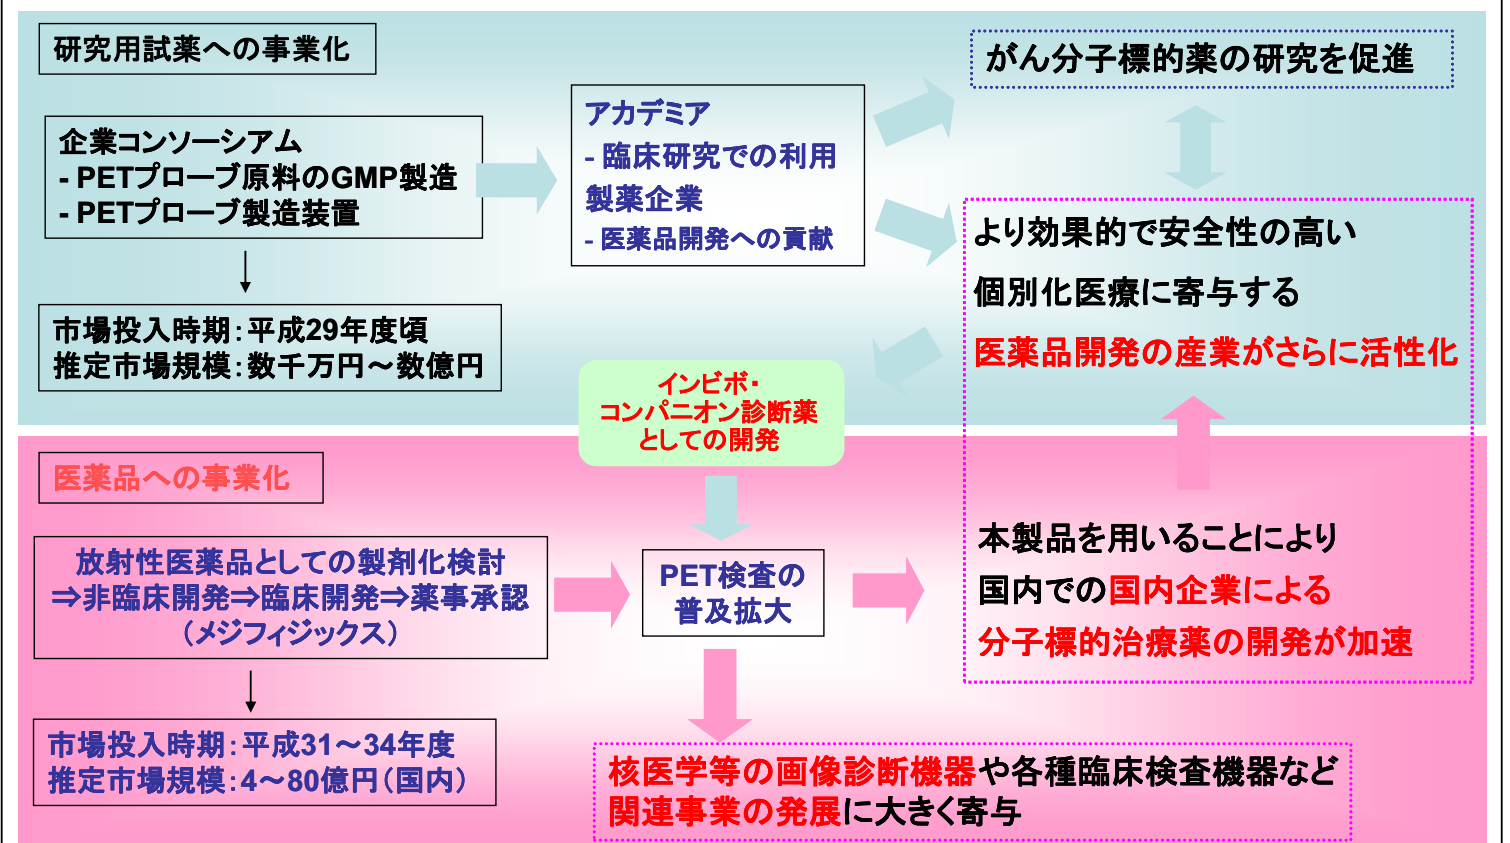 研究用試薬への事業化
企業コンソーシアム
- PETプローブ原料のGMP製造
- PETプローブ製造装置
市場投入時期：平成29年度頃
推定市場規模：数千万円～数億円
アカデミア
- 臨床研究での利用
製薬企業
- 医薬品開発への貢献
がん分子標的薬の研究を促進
より効果的で安全性の高い
個別化医療に寄与する
医薬品開発の産業がさらに活性化
インビボ・
コンパニオン診断薬
としての開発
医薬品への事業化
放射性医薬品としての製剤化検討
⇒非臨床開発⇒臨床開発⇒薬事承認
（メジフィジックス）
市場投入時期：平成31～34年度
推定市場規模：4～80億円（国内）
PET検査の
普及拡大
本製品を用いることにより
国内での国内企業による
分子標的治療薬の開発が加速
核医学等の画像診断機器や各種臨床検査機器など
関連事業の発展に大きく寄与